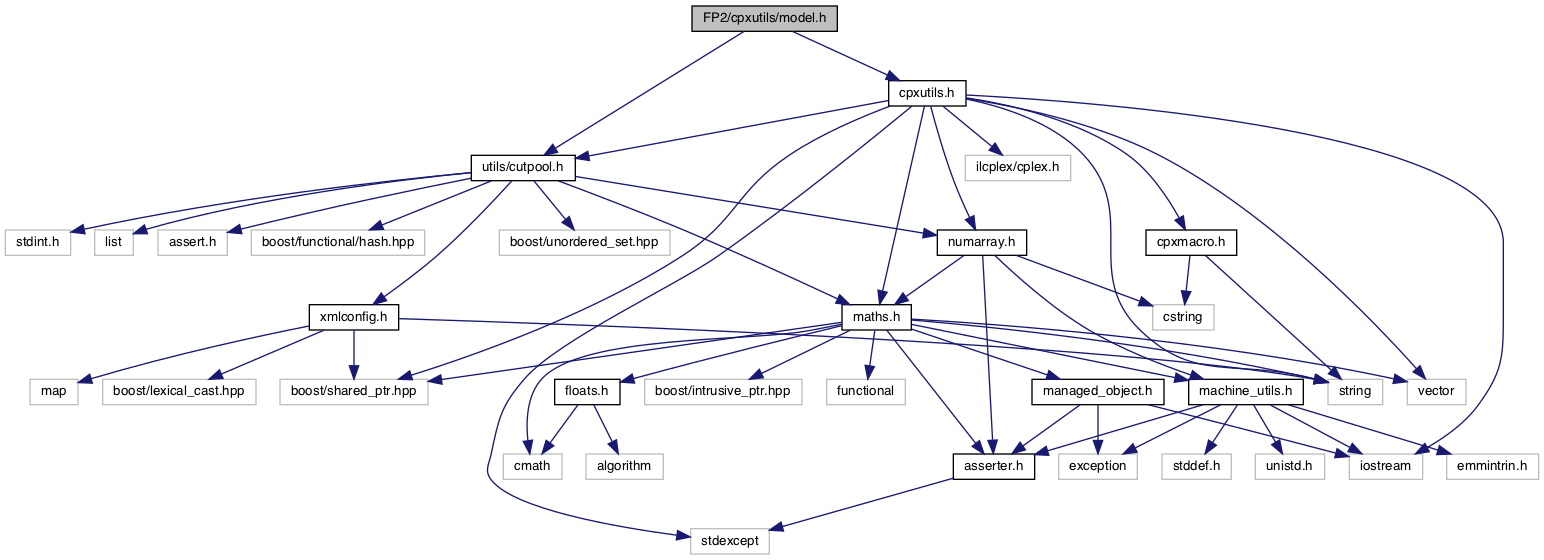 FP2/cpxutils/model.h
cpxutils.h
utils/cutpool.h
ilcplex/cplex.h
stdint.h
list
assert.h
boost/functional/hash.hpp
boost/unordered_set.hpp
numarray.h
cpxmacro.h
xmlconfig.h
maths.h
cstring
map
boost/lexical_cast.hpp
boost/shared_ptr.hpp
floats.h
boost/intrusive_ptr.hpp
functional
managed_object.h
machine_utils.h
string
vector
cmath
algorithm
asserter.h
exception
stddef.h
unistd.h
iostream
emmintrin.h
stdexcept